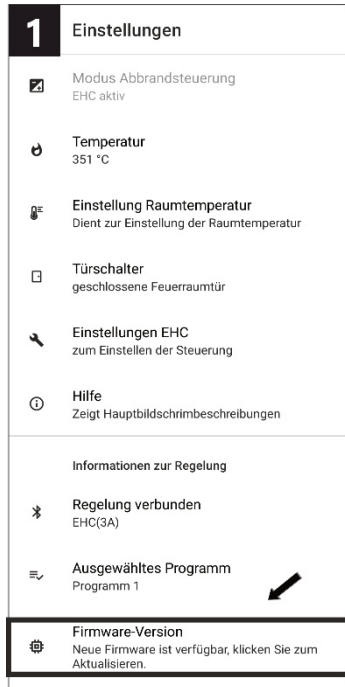 1
Einstellungen
Modus Abbrandsteuerung
EHC aktiv
Temperatur
351 °C
Einstellung Raumtemperatur
Dient zur Einstellung der Raumtemperatur
Türschalter
geschlossene Feuerraumtür
Einstellungen EHC
zum Einstellen der Steuerung
Hilfe
Zeigt Hauptbildschrimbeschreibungen
Informationen zur Regelung
Regelung verbunden
EHC(3A)
Ausgewähltes Programm
Programm 1
Firmware-Version
Neue Firmware ist verfügbar, klicken Sie zum
Aktualisieren.